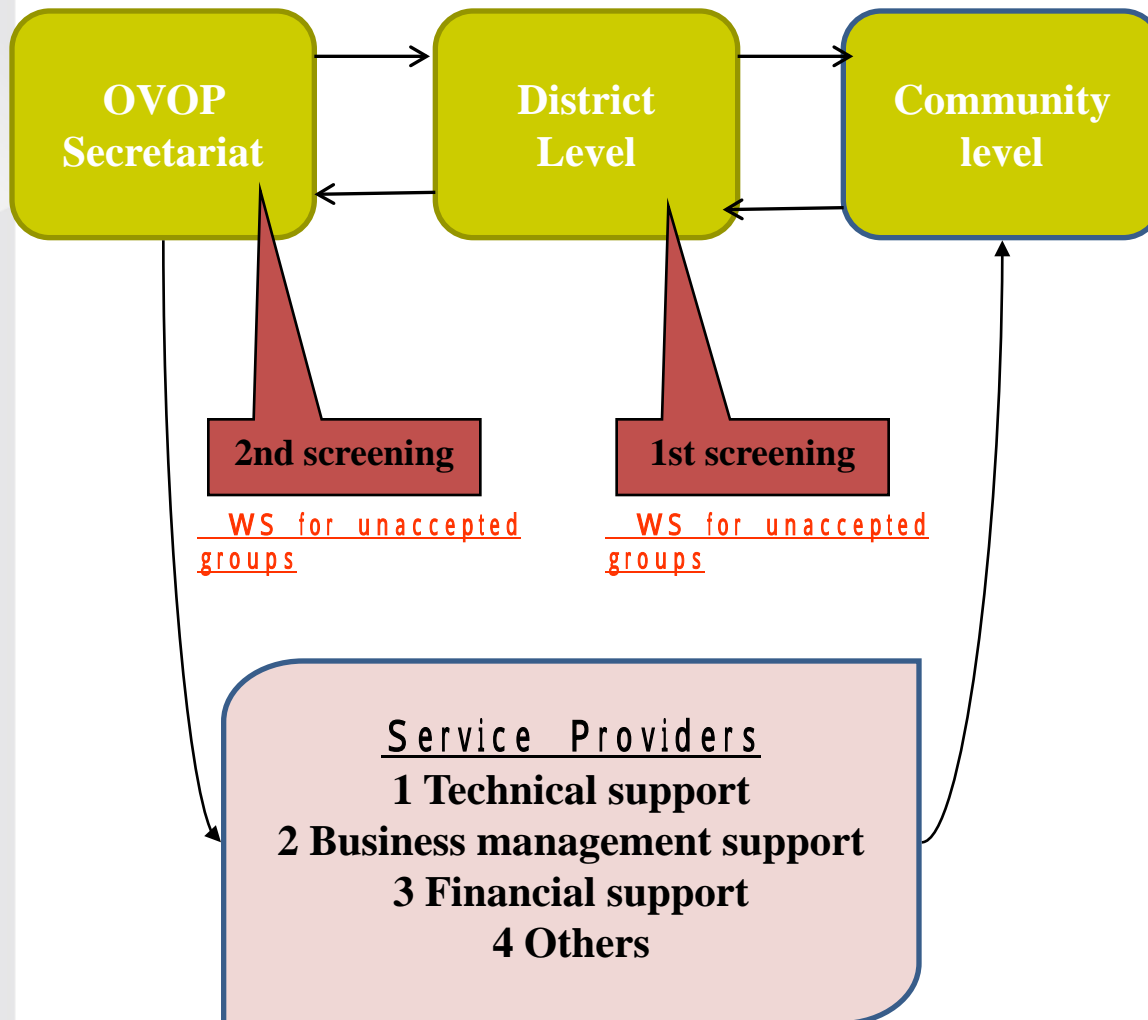 OVOP
Secretariat
District
Level
Community
level
2nd screening
1st screening
WS for unaccepted
groups
WS for unaccepted
groups
Service Providers
1 Technical support
2 Business management support
3 Financial support
4 Others